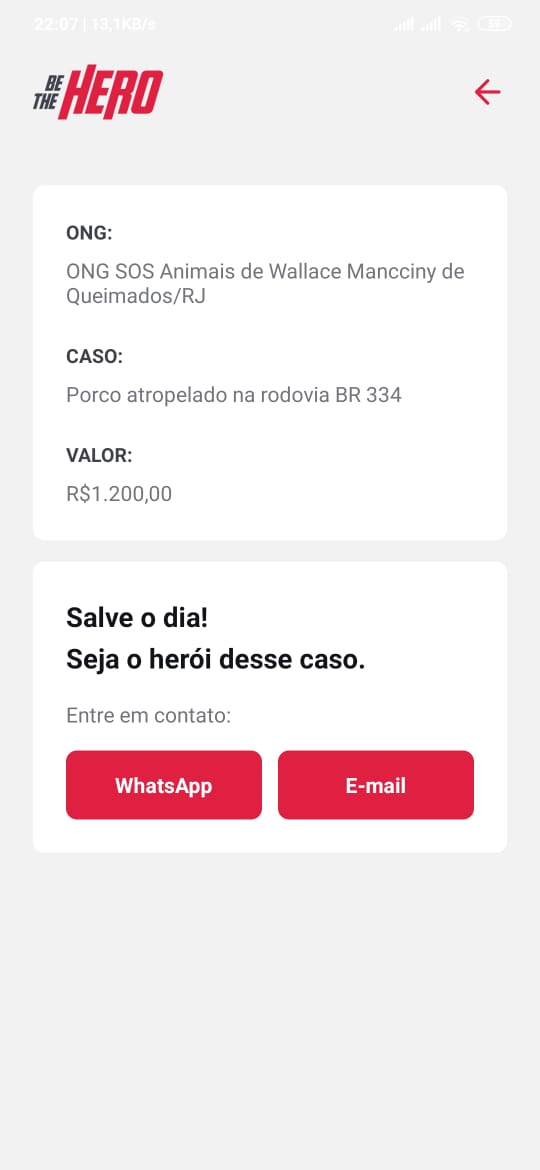 22:07 | 13,1KB/s
59
BE
THE HERO
ONG:
ONG SOS Animais de Wallace Mancciny de
Queimados/RJ
CASO:
Porco atropelado na rodovia BR 334
VALOR:
R$1.200,00
Salve o dia!
Seja o herói desse caso.
Entre em contato:
WhatsApp
E-mail